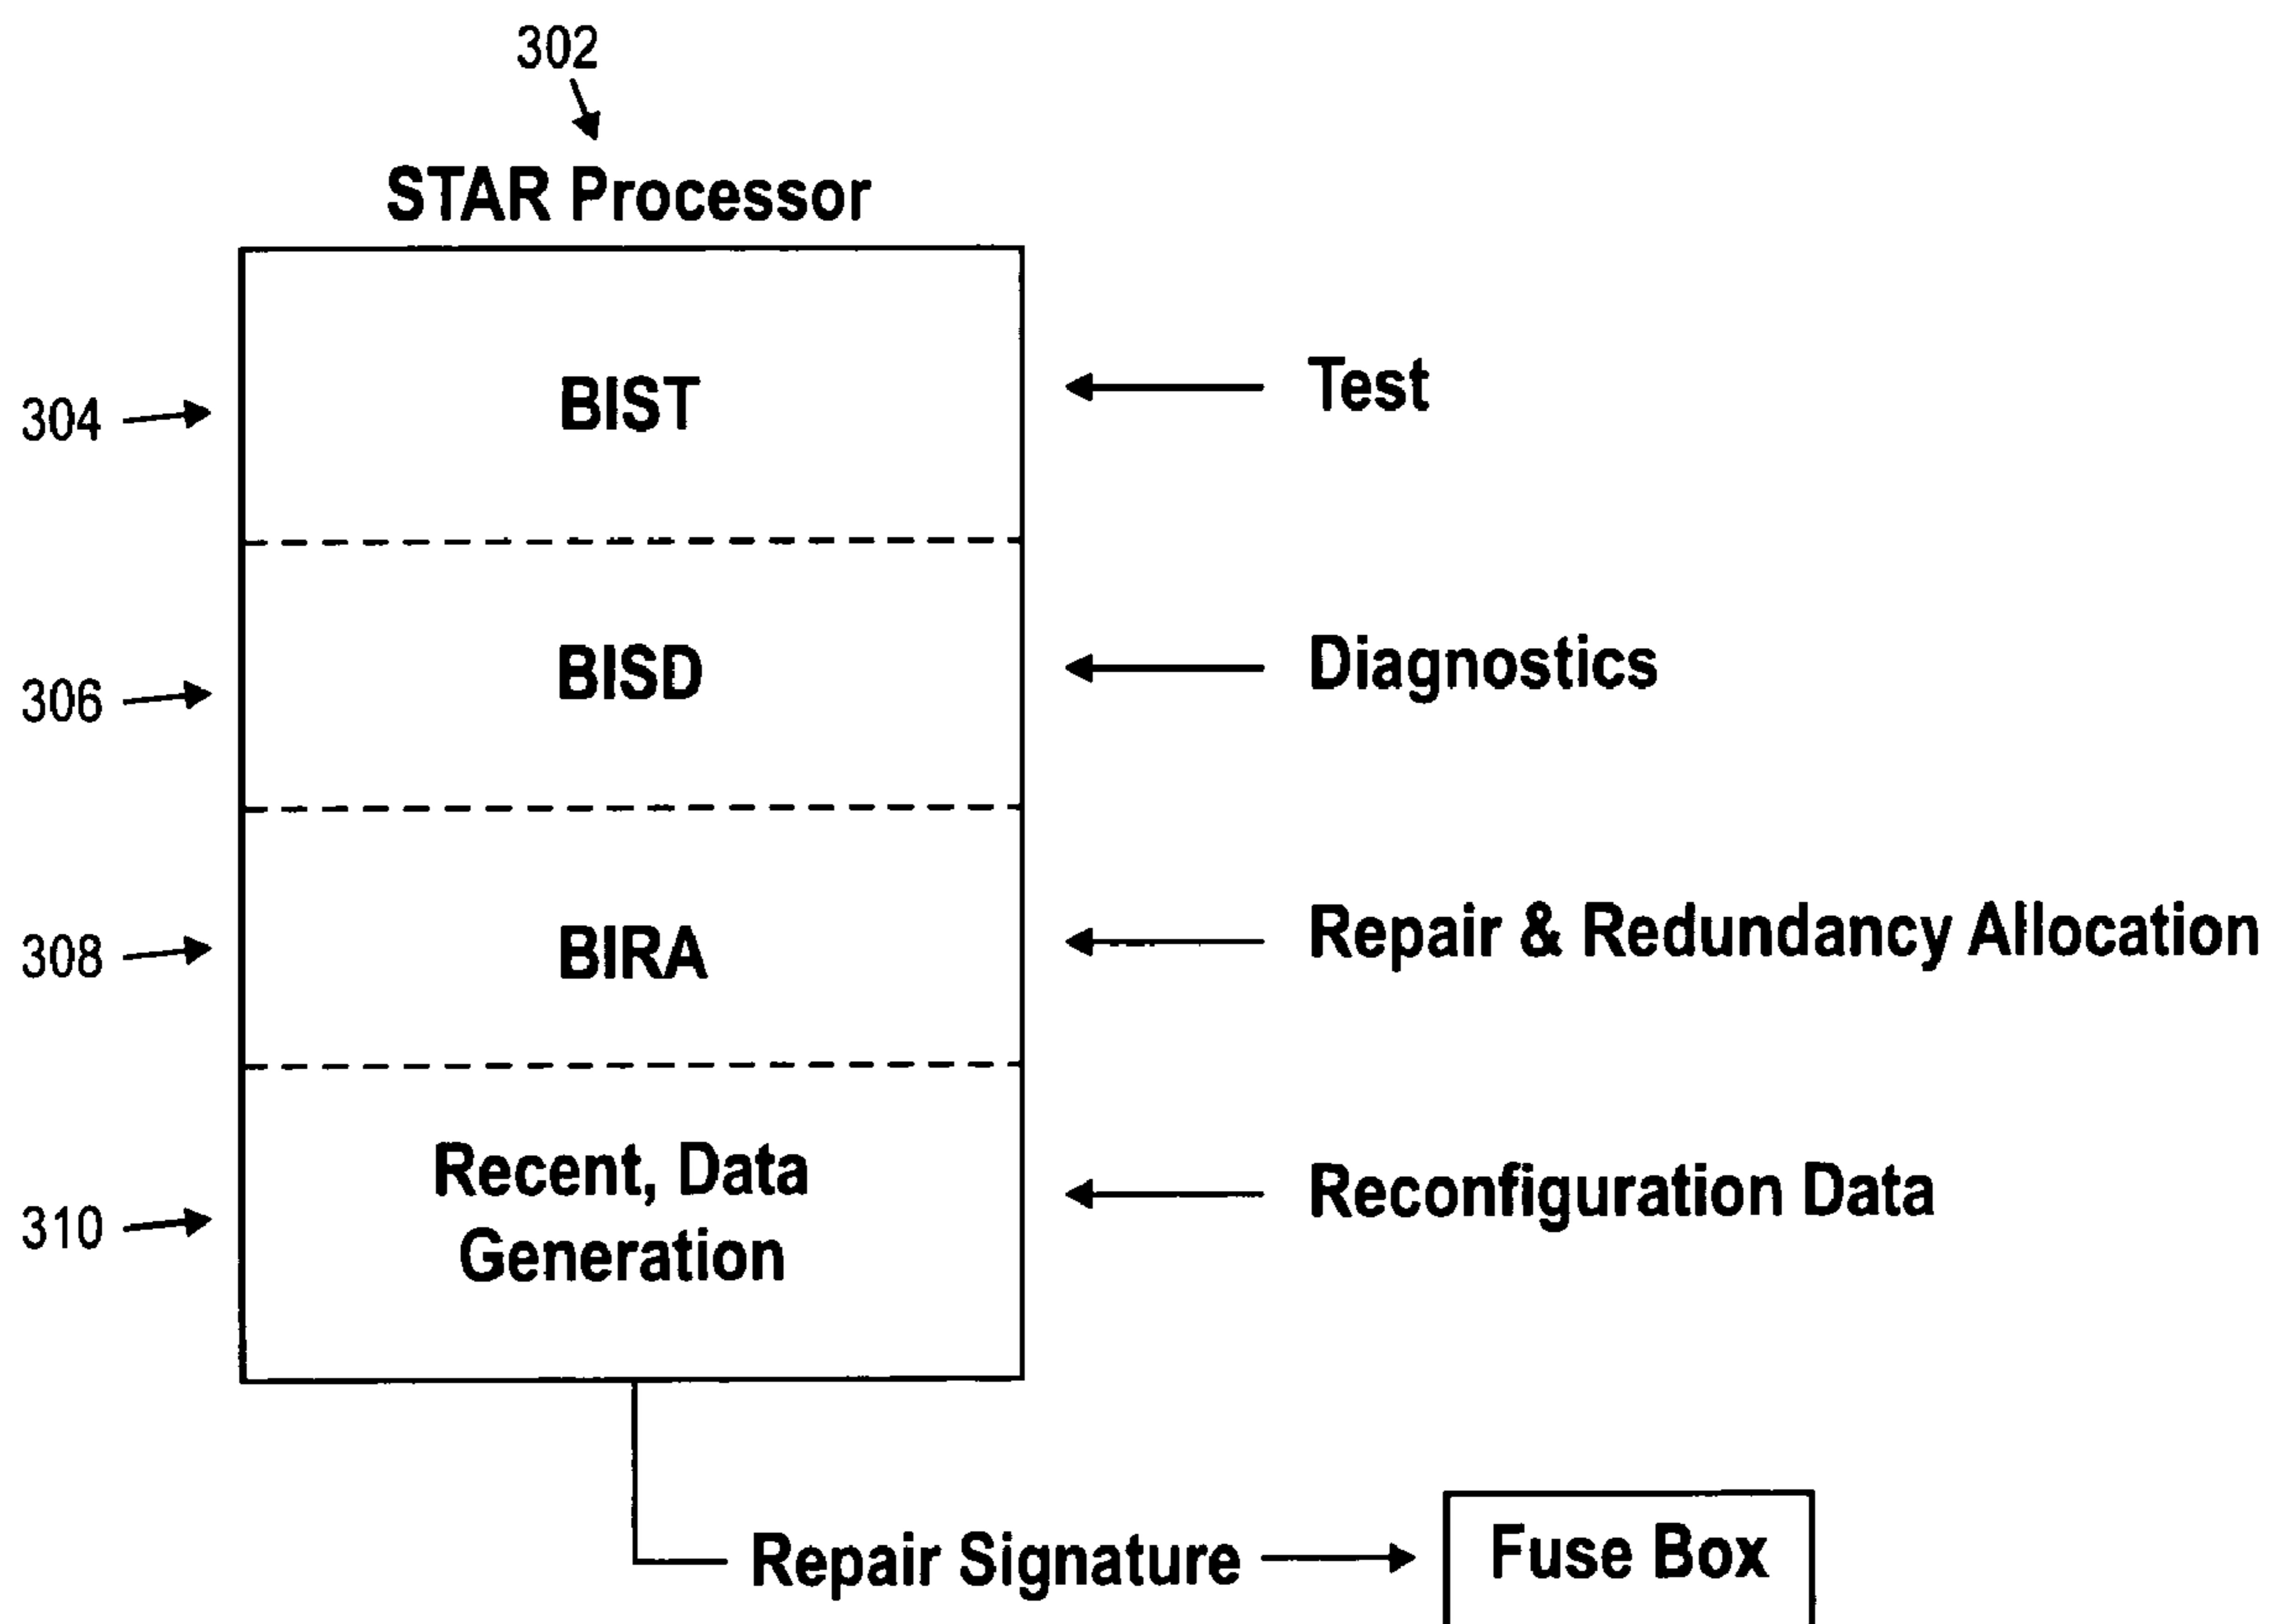 302
STAR Processor
304
BIST
Test
306
BISD
Diagnostics
308
BIRA
Repair & Redundancy Allocation
310
Recent, Data
Generation
Reconfiguration Data
Repair Signature
Fuse Box